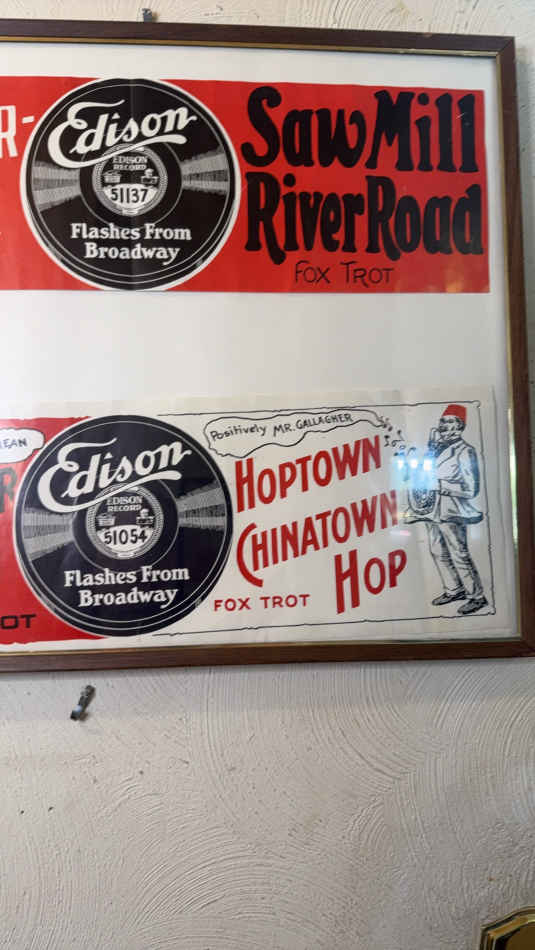 R-
Edison
EDISON
RECORD
51137
Flashes From
Broadway
Saw Mill
River Road
FOX TROT
EAN
R
OT
Edison
EDISON
RECORD
51054
Flashes From
Broadway
Positively MR. GALLAGHER
HOPTOWN
CHINATOWN
HOP
FOX TROT